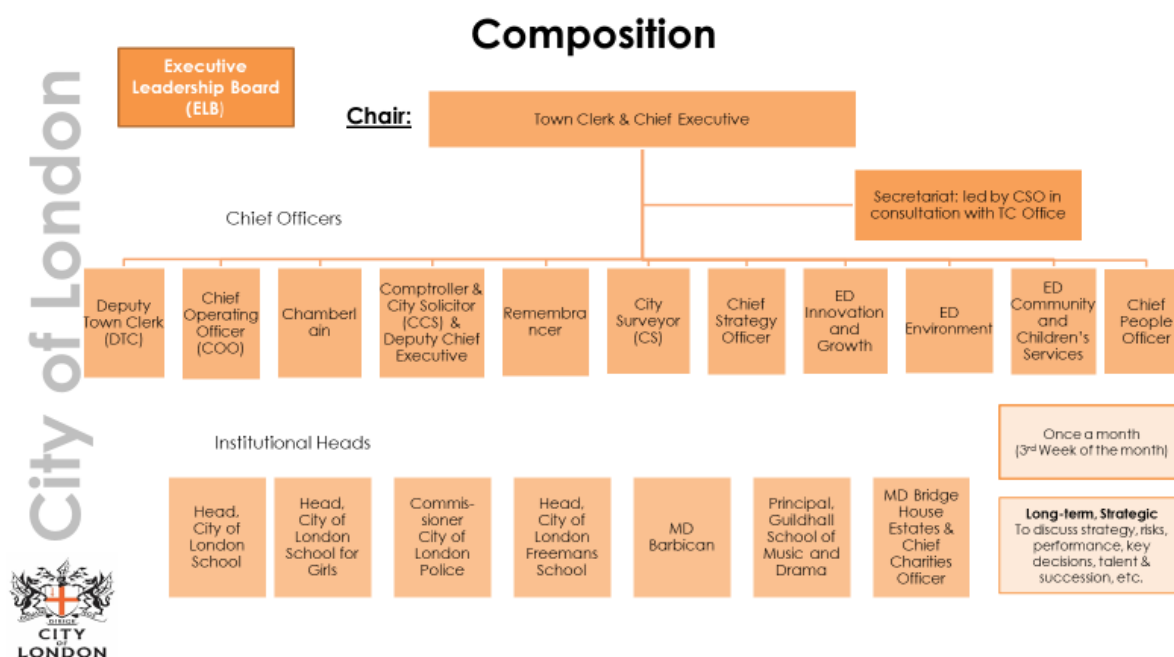 Composition
Executive
Leadership Board
(ELB)
Chair:
Town Clerk & Chief Executive
Secretariat: led by CSO in
consultation with TC Office
Chief Officers
Deputy
Town Clerk
(DTC)
Chief
Operating
Officer
(COO)
Chamberl
ain
Comptroller &
City Solicitor
(CCS) &
Deputy Chief
Executive
Remembra
ncer
City
Surveyor
(CS)
Chief
Strategy
Officer
ED
Innovation
and
Growth
ED
Environment
ED
Community
and
Children's
Services
Chief
People
Officer
Institutional Heads
Head,
City of
London
School
Head,
City of
London
School for
Girls
Commis-
sioner
City of
London
Police
Head,
City of
London
Freemans
School
MD
Barbican
Principal,
Guildhall
School of
Music and
Drama
MD Bridge
House
Estates &
Chief
Charities
Officer
Once a month
(3rd Week of the month)
Long-term, Strategic
To discuss strategy, risks,
performance, key
decisions, talent &
succession, etc.
City of London
CITY
OF
LONDON